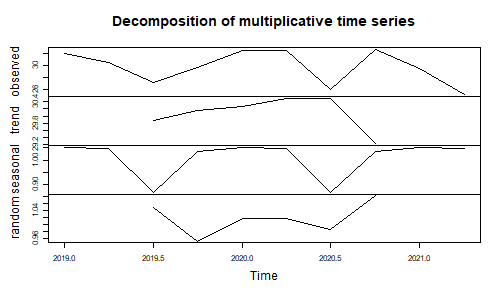 Decomposition of multiplicative time series
observed
26 30
trend
29.2 29.8 30.4
seasonal
0.90 1.00
random
0.96 1.04
2019.0 2019.5 2020.0 2020.5 2021.0
Time